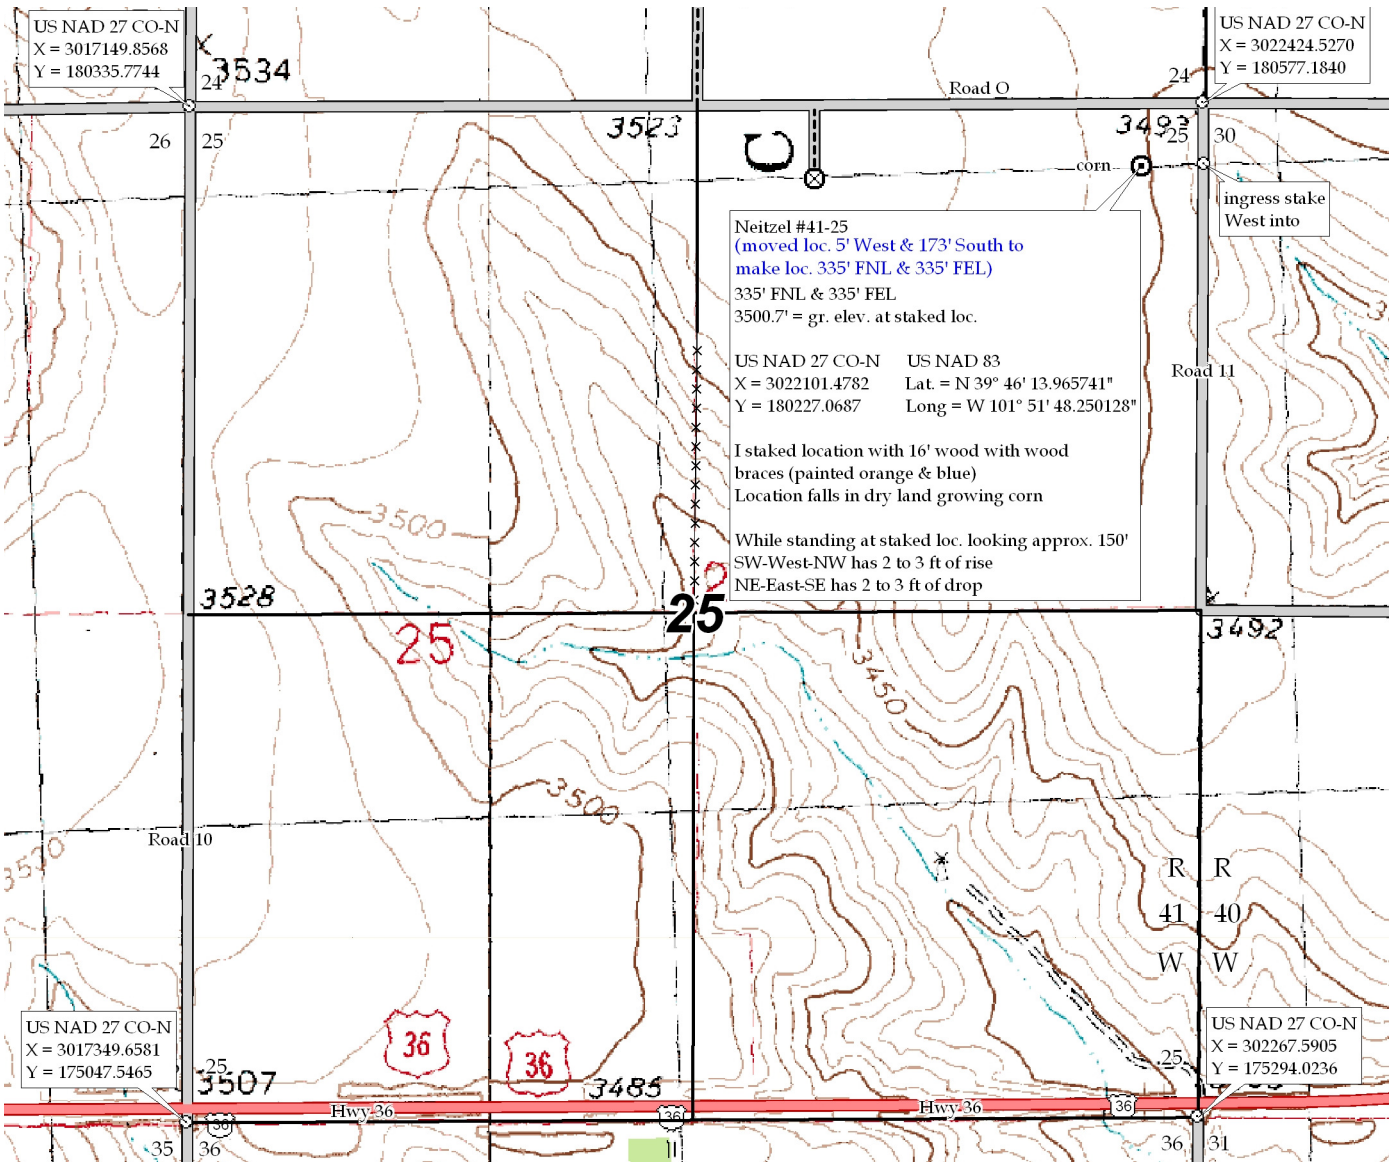 US NAD 27 CO-N
X = 3017149.8568
Y = 180335.7744
US NAD 27 CO-N
X = 3022424.5270
Y = 180577.1840
24
3534
24
Road O
3523
3493
26
25
25
30
C
corn
ingress stake
West into
Neitzel #41-25
(moved loc. 5' West & 173' South to
make loc. 335' FNL & 335' FEL)
335' FNL & 335' FEL
3500.7' = gr. elev. at staked loc.
US NAD 27 CO-N US NAD 83
X = 3022101.4782 Lat. = N 39° 46' 13.965741"
Y = 180227.0687 Long = W 101° 51' 48.250128"
I staked location with 16' wood with wood
braces (painted orange & blue)
Location falls in dry land growing corn
While standing at staked loc. looking approx. 150'
SW-West-NW has 2 to 3 ft of rise
NE-East-SE has 2 to 3 ft of drop
Road 11
3500
3528
25
25
3492
3450
3500
Road 10
R R
41 40
W W
US NAD 27 CO-N
X = 3017349.6581
Y = 175047.5465
US NAD 27 CO-N
X = 302267.5905
Y = 175294.0236
36
36
25
25
3507
3485
Hwy 36
Hwy 36
36
36
36
35
36
36
31